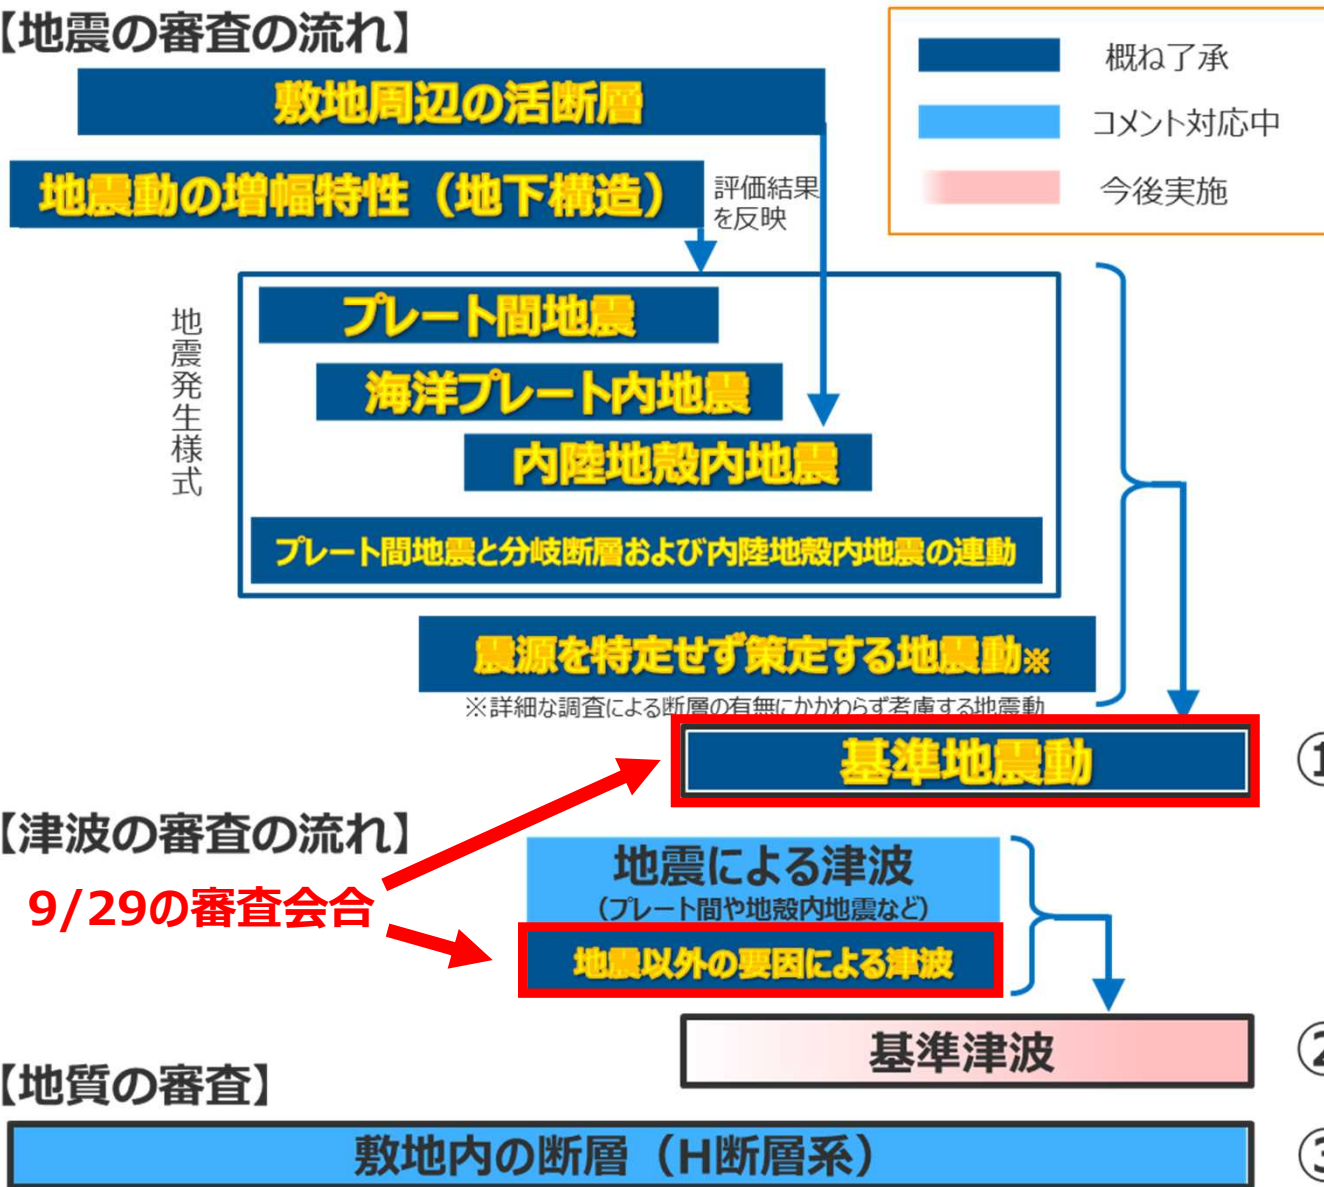 【地震の審査の流れ】
概ね了承
コメント対応中
今後実施
敷地周辺の活断層
地震動の増幅特性（地下構造）
評価結果
を反映
地震発生様式
プレート間地震
海洋プレート内地震
内陸地殻内地震
プレート間地震と分岐断層および内陸地殻内地震の連動
震源を特定せず策定する地震動※
※詳細な調査による断層の有無にかかわらず考慮する地震動
基準地震動
①
【津波の審査の流れ】
9/29の審査会合
地震による津波
（プレート間や地殻内地震など）
地震以外の要因による津波
基準津波
②
【地質の審査】
敷地内の断層（H断層系）
③